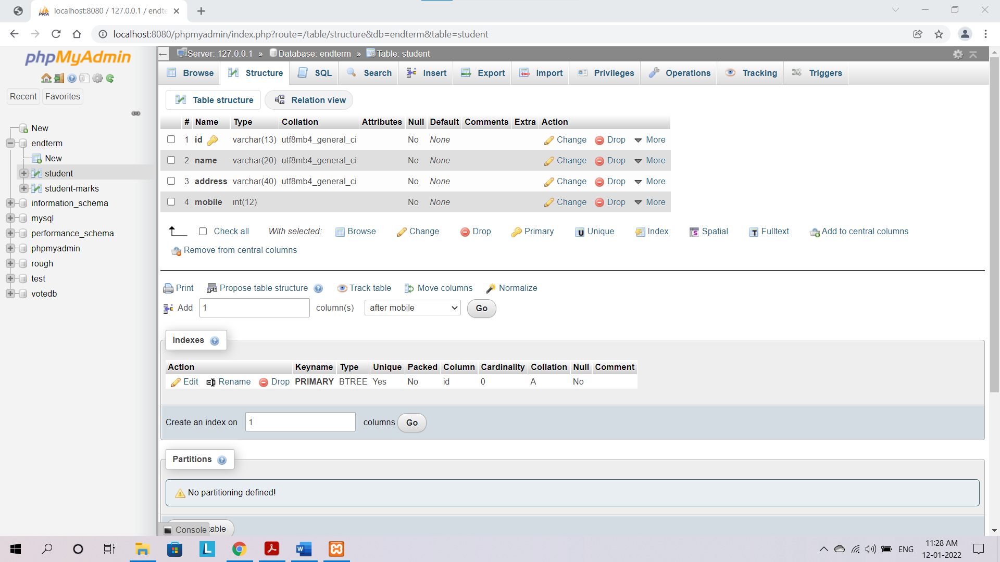 localhost:8080 / 127.0.0.1 / endte
localhost:8080/phpmyadmin/index.php?route=/table/structure&db=endterm&table=student
phpMyAdmin
Recent Favorites
New
endterm
New
student
student-marks
information_schema
mysql
performance_schema
phpmyadmin
rough
test
votedb
Server: 127.0.0.1 » Database: endterm » Table: student
Browse Structure SQL Search Insert Export Import Privileges Operations Tracking Triggers
Table structure Relation view
# Name Type Collation Attributes Null Default Comments Extra Action
1 id varchar(13) utf8mb4_general_ci No None Change Drop More
2 name varchar(20) utf8mb4_general_ci No None Change Drop More
3 address varchar(40) utf8mb4_general_ci No None Change Drop More
4 mobile int(12) No None Change Drop More
Check all With selected: Browse Change Drop Primary Unique Index Spatial Fulltext Add to central columns
Remove from central columns
Print Propose table structure Track table Move columns Normalize
Add 1 column(s) after mobile Go
Indexes
Action Keyname Type Unique Packed Column Cardinality Collation Null Comment
Edit Rename Drop PRIMARY BTREE Yes No id 0 A No
Create an index on 1 columns Go
Partitions
No partitioning defined!
Console table
ENG
11:28 AM
12-01-2022